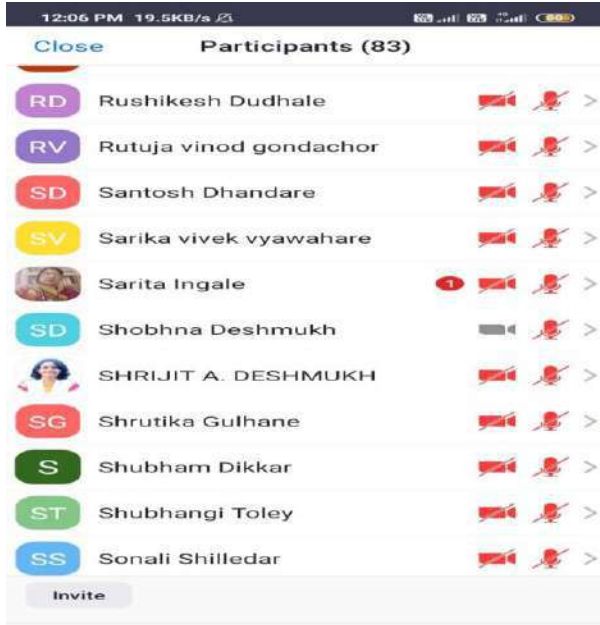 12:06 PM 19.5KB/s
Close Participants (83)
RD Rushikesh Dudhale
RV Rutuja vinod gondachor
SD Santosh Dhandare
SV Sarika vivek vyawahare
Sarita Ingale 1
SD Shobhna Deshmukh
SHRIJIT A. DESHMUKH
SG Shrutika Gulhane
S Shubham Dikkar
ST Shubhangi Toley
SS Sonali Shilledar
Invite